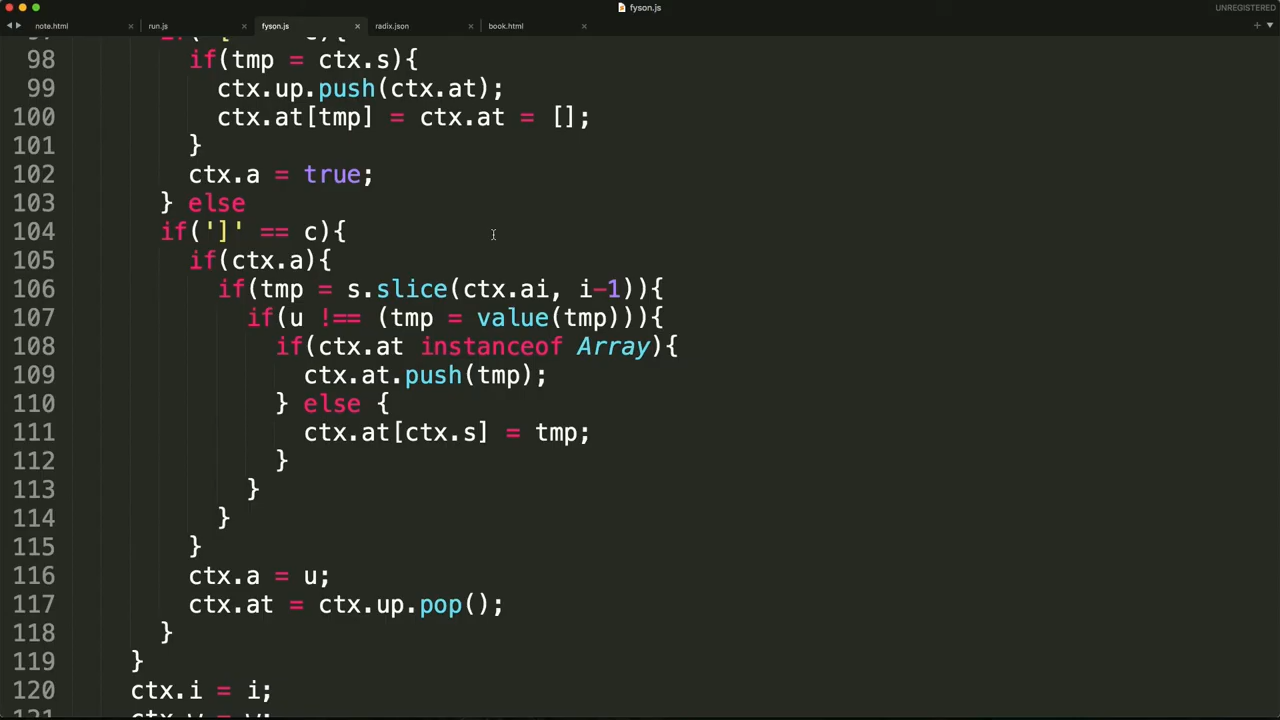 fyson.js
UNREGISTERED
note.html
run.js
fyson.js
radix.json
book.html
98 if(tmp = ctx.s){
99 ctx.up.push(ctx.at);
100 ctx.at[tmp] = ctx.at = [];
101 }
102 ctx.a = true;
103 } else
104 if(']' == c){
105 if(ctx.a){
106 if(tmp = s.slice(ctx.ai, i-1)){
107 if(u !== (tmp = value(tmp))){
108 if(ctx.at instanceof Array){
109 ctx.at.push(tmp);
110 } else {
111 ctx.at[ctx.s] = tmp;
112 }
113 }
114 }
115 }
116 ctx.a = u;
117 ctx.at = ctx.up.pop();
118 }
119 }
120 ctx.i = i;